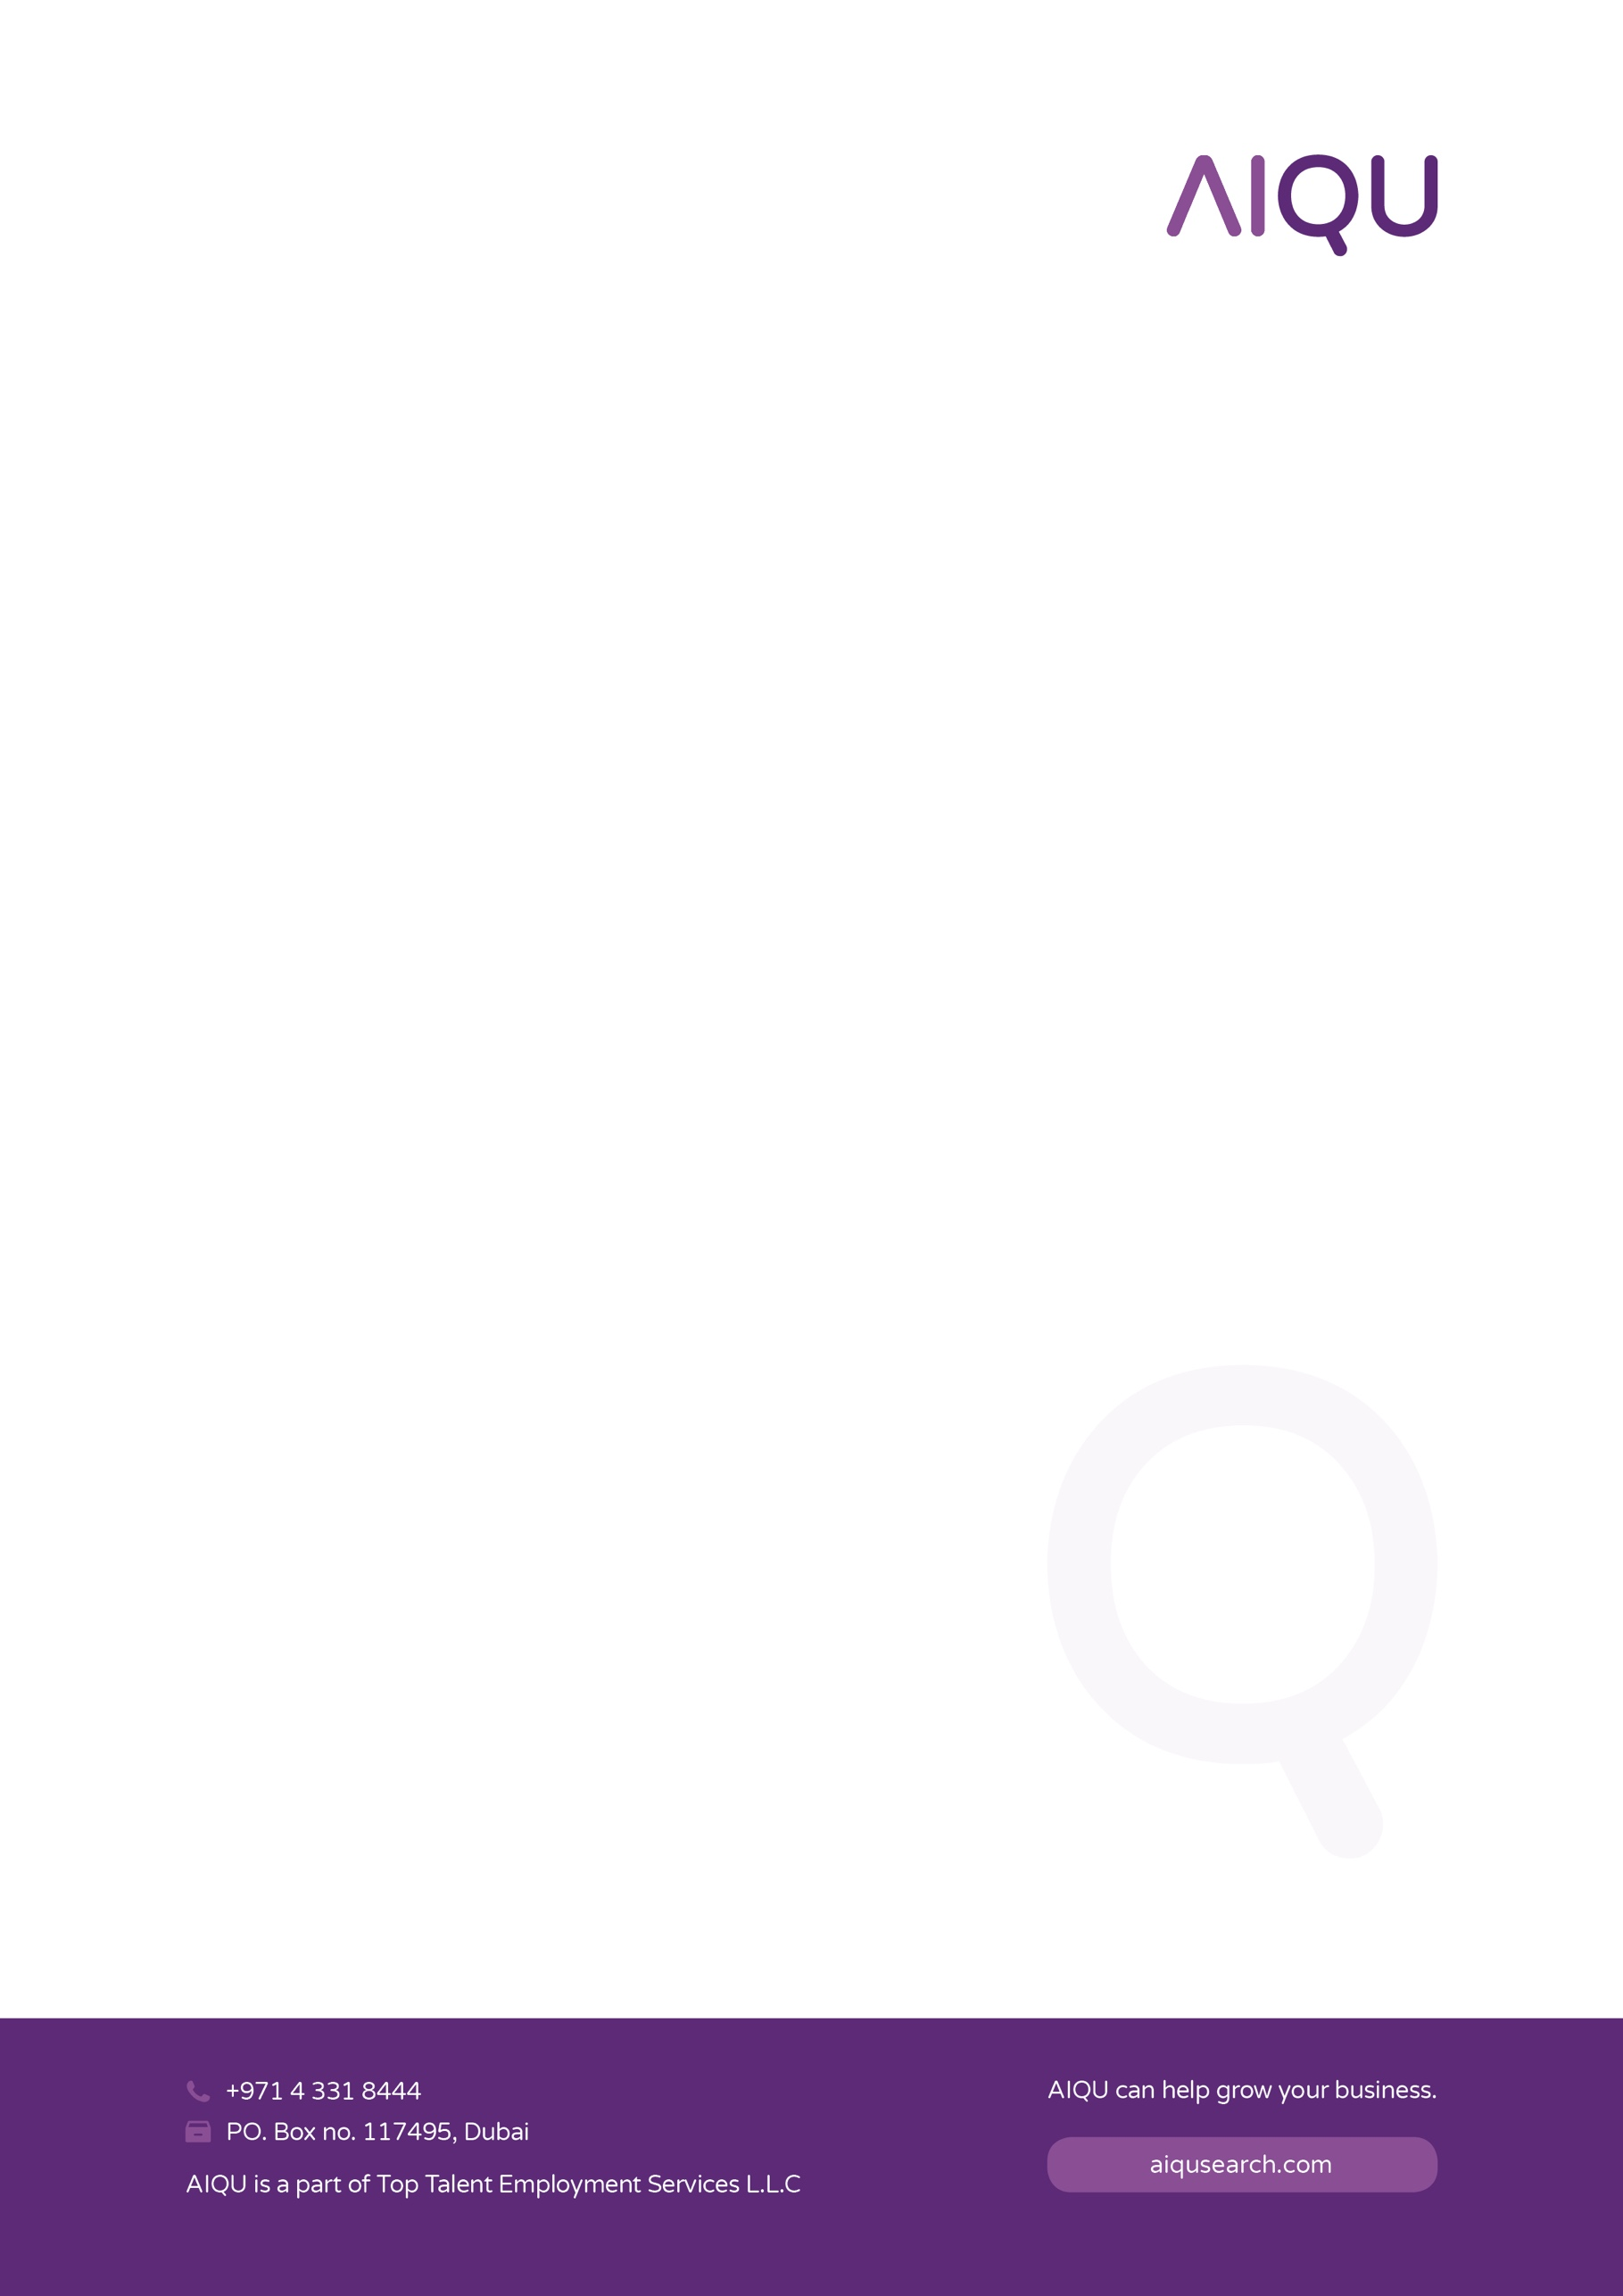 AIQU
+971 4 331 8444
PO. Box no. 117495, Dubai
AIQU is a part of Top Talent Employment Services L.L.C
AIQU can help grow your business.
aiqusearch.com
Q